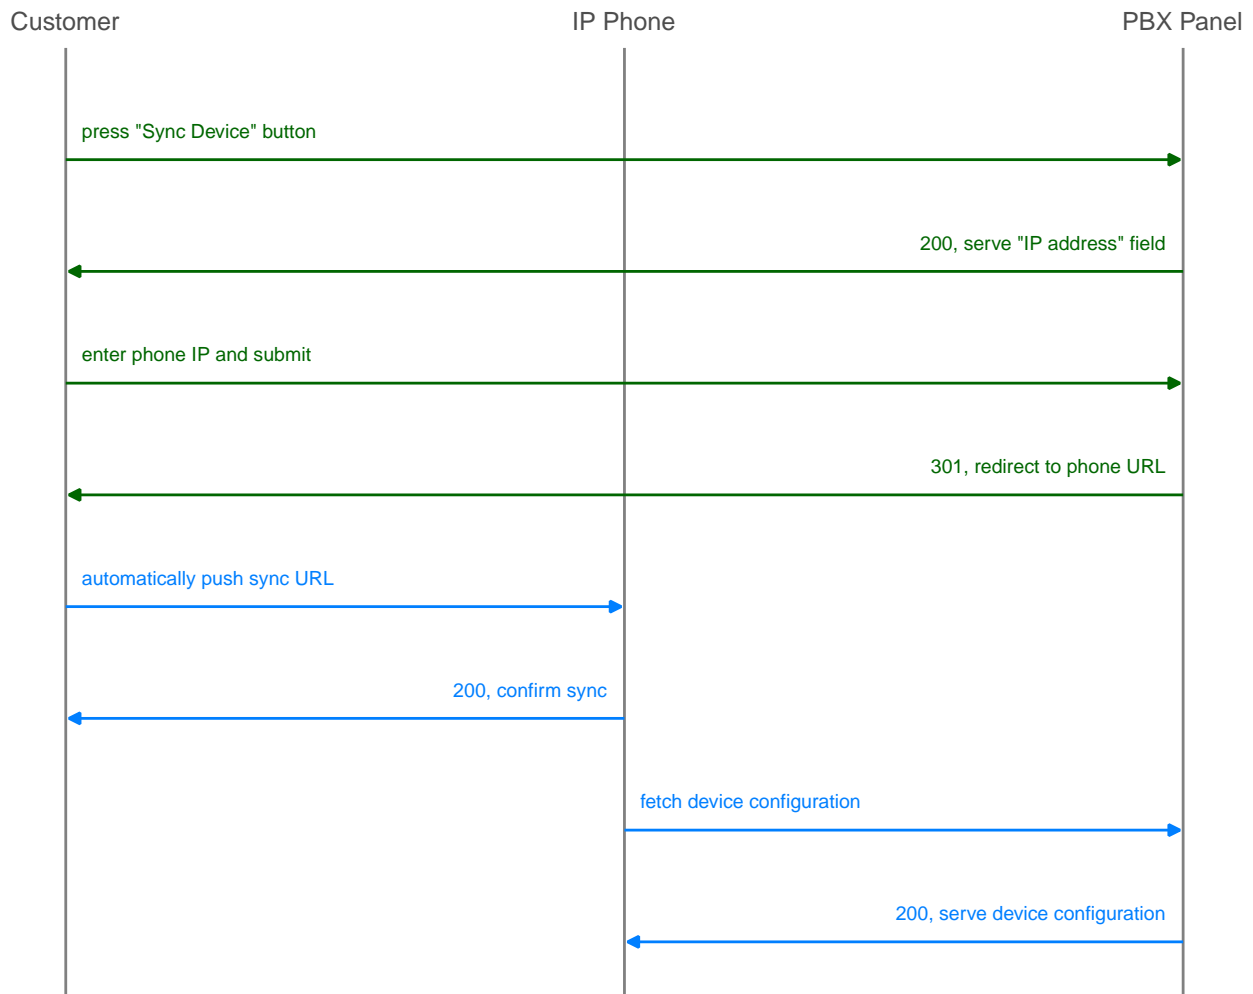 Customer
IP Phone
PBX Panel
press "Sync Device" button
200, serve "IP address" field
enter phone IP and submit
301, redirect to phone URL
automatically push sync URL
200, confirm sync
fetch device configuration
200, serve device configuration